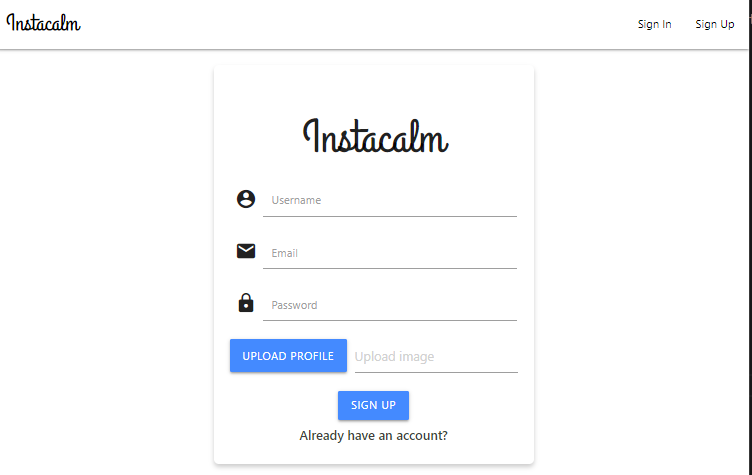 Instacalm
Sign In
Sign Up
Instacalm
Username
Email
Password
UPLOAD PROFILE
Upload image
SIGN UP
Already have an account?